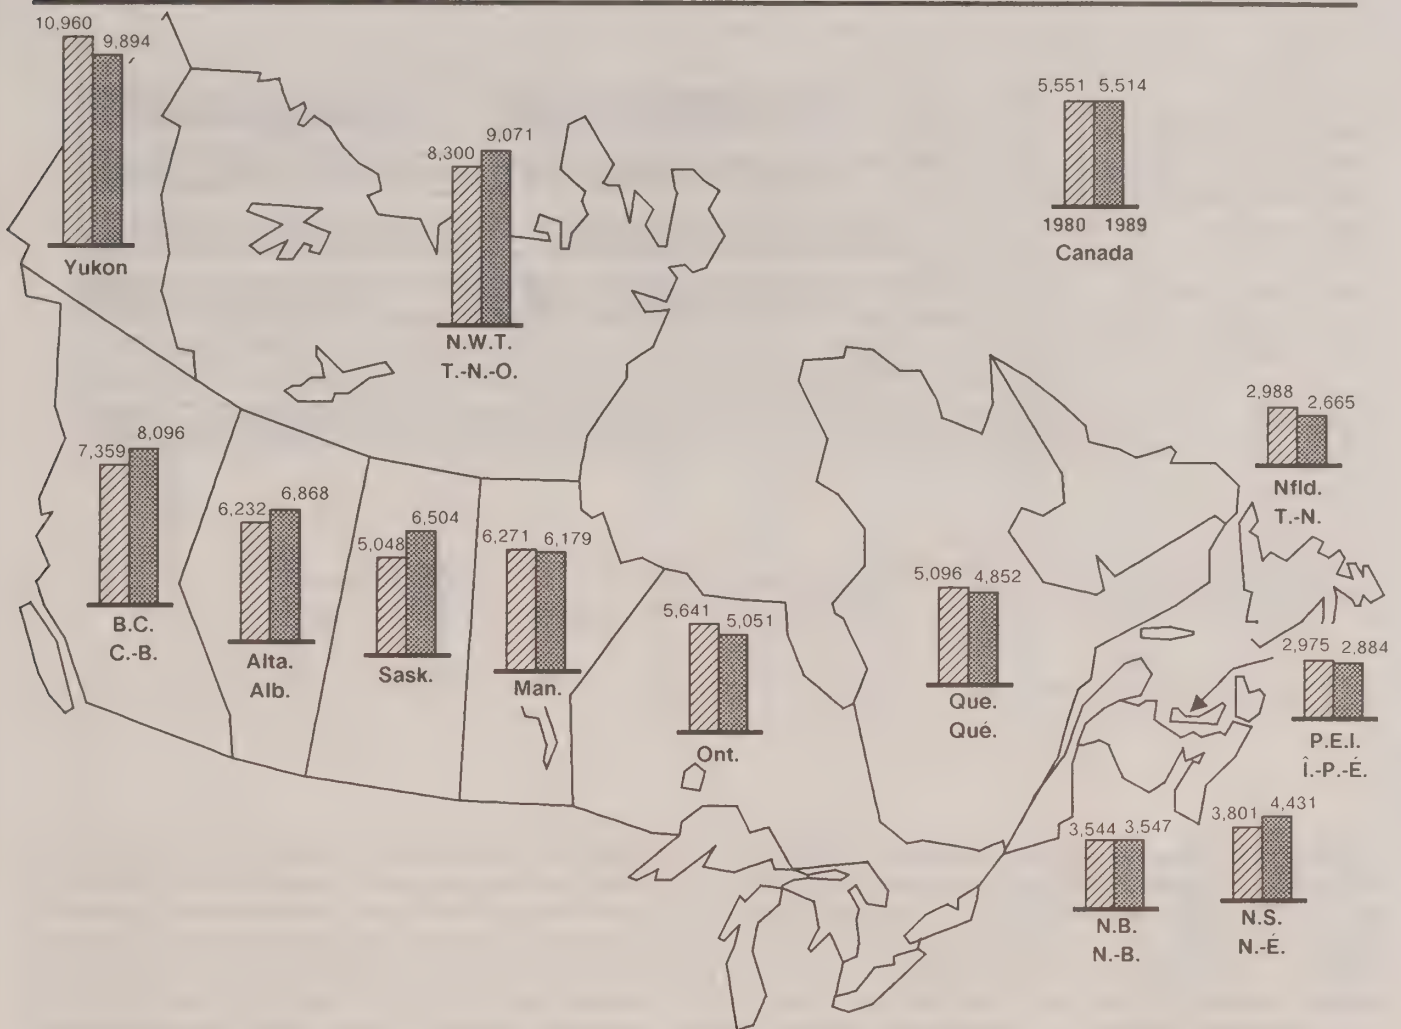 10,960
9,894
Yukon
8,300
9,071
N.W.T.
T.-N.-O.
5,551 5,514
1980 1989
Canada
2,988
2,665
Nfld.
T.-N.
7,359
8,096
B.C.
C.-B.
6,232
6,868
Alta.
Alb.
5,048
6,504
Sask.
6,271 6,179
Man.
5,641
5,051
Ont.
5,096 4,852
Que.
Qué.
2,975 2,884
P.E.I.
Î.-P.-É.
3,544 3,547
N.B.
N.-B.
3,801
4,431
N.S.
N.-É.